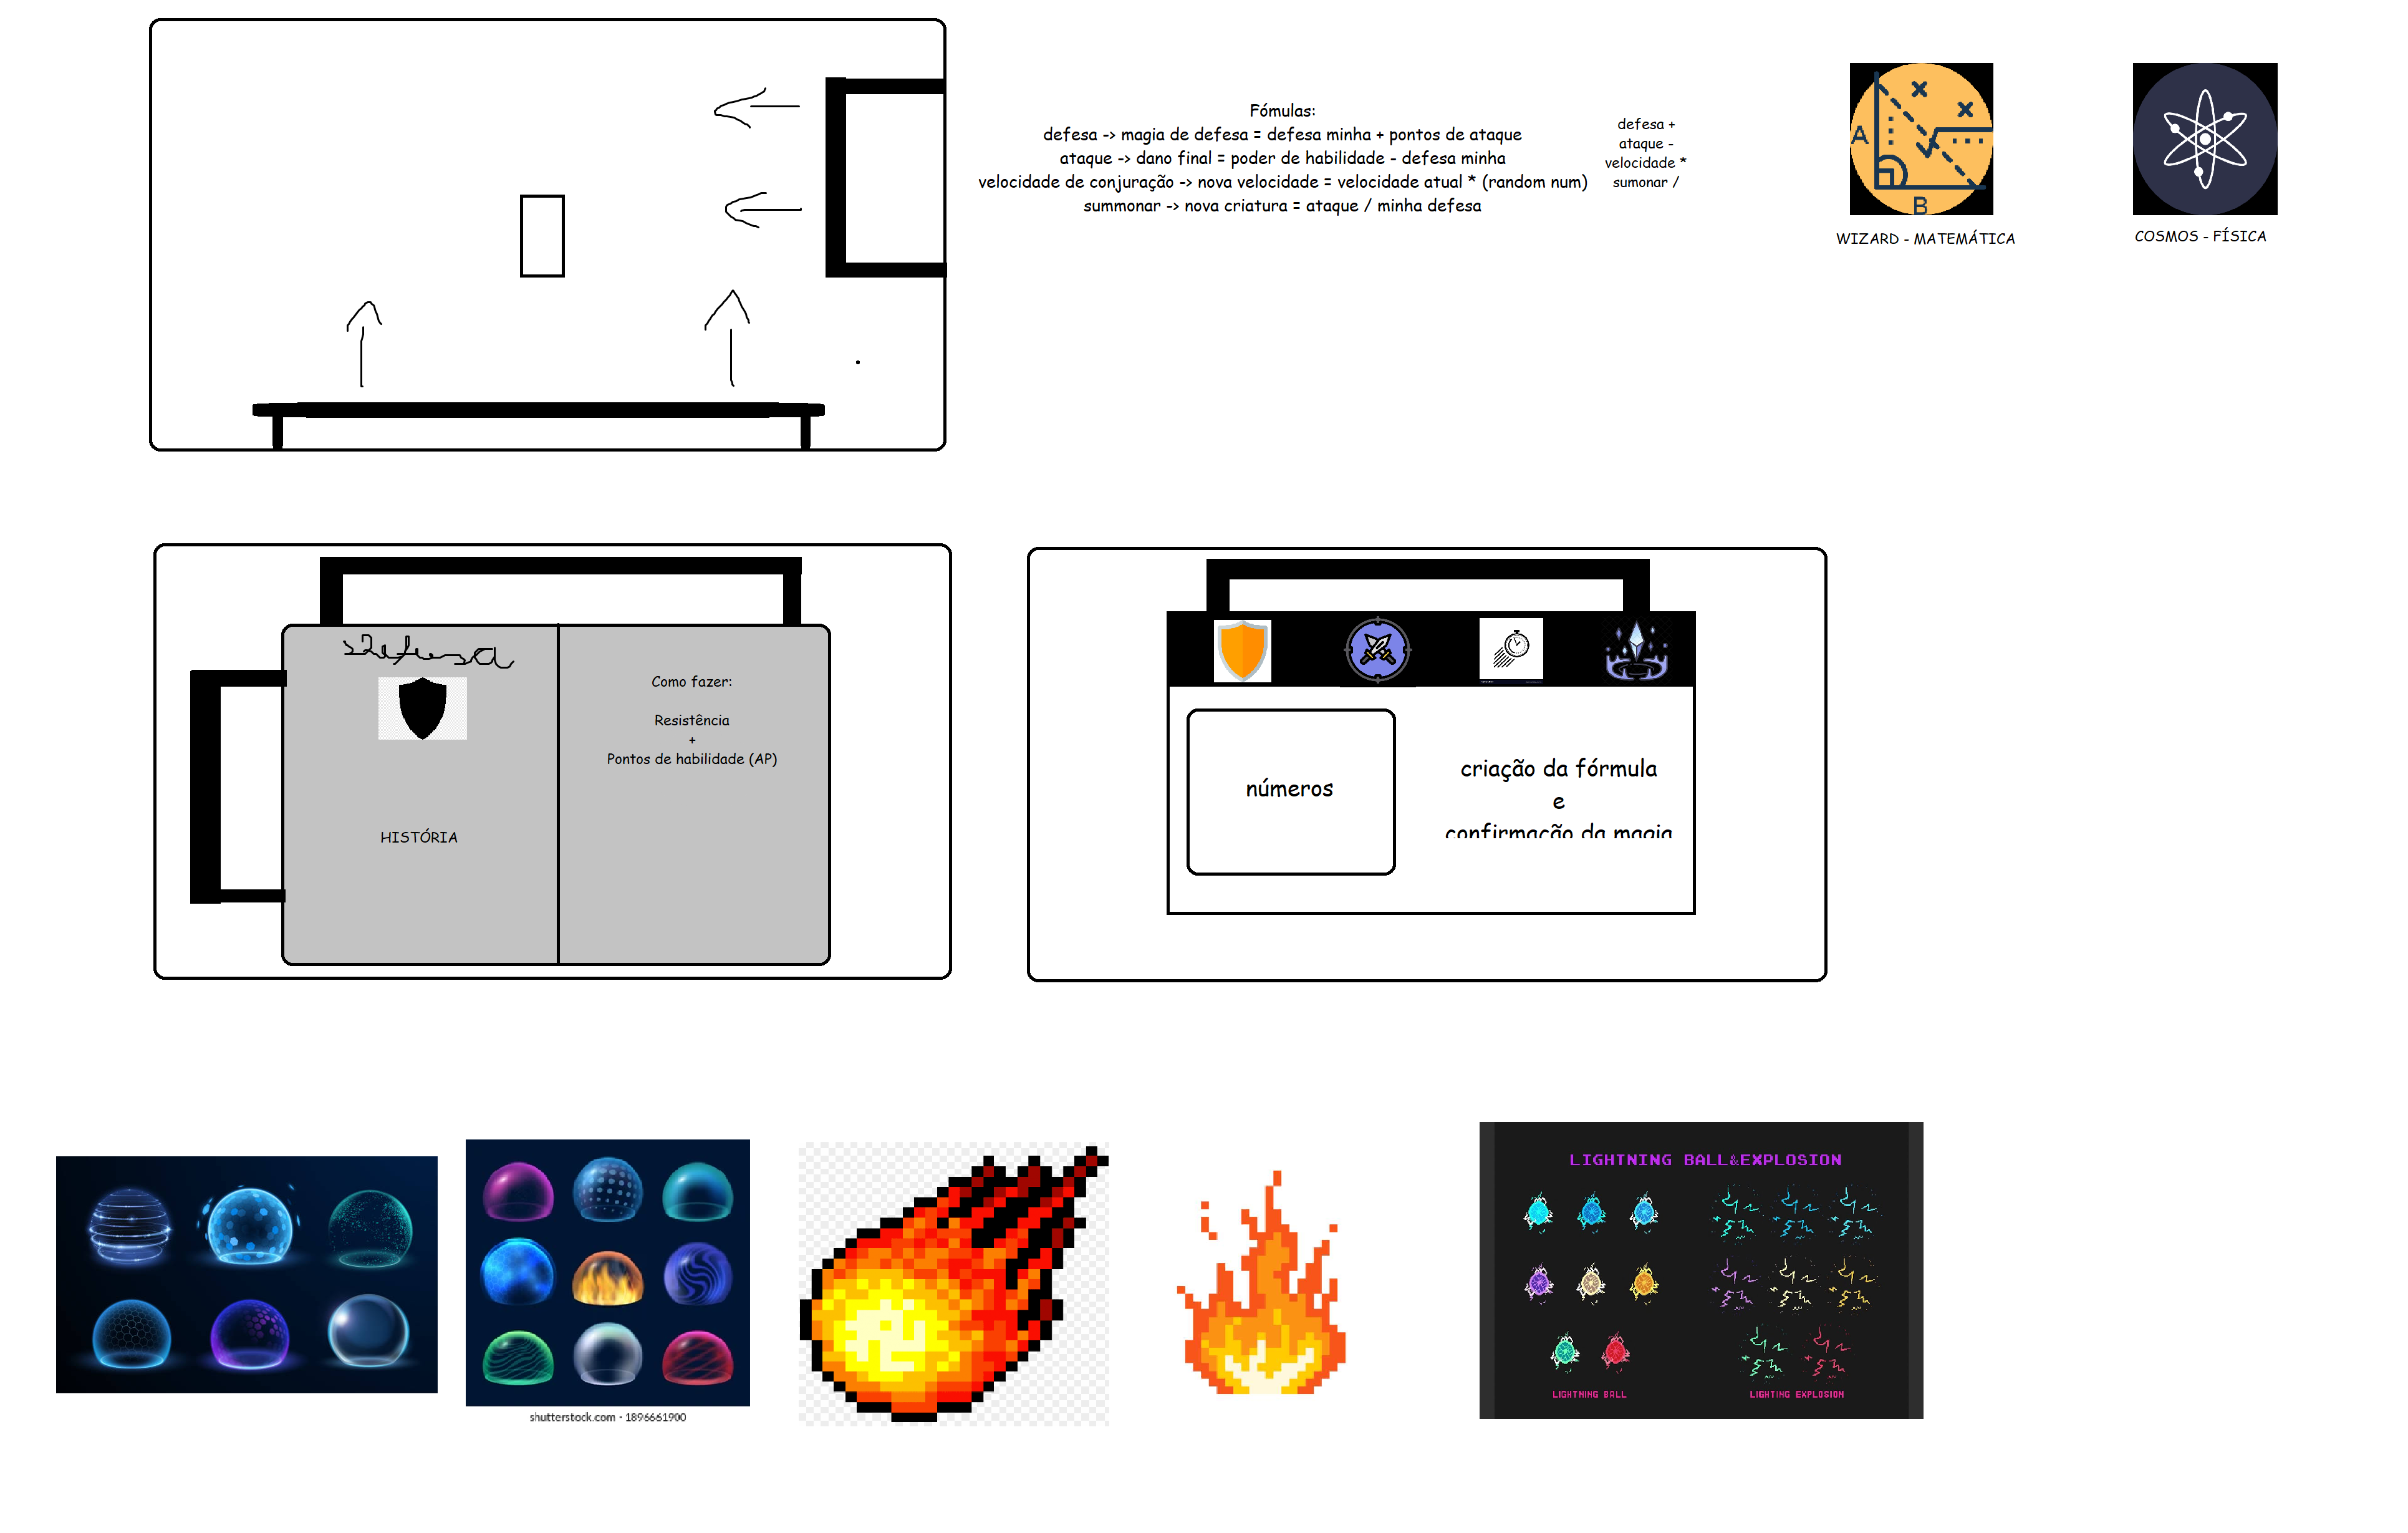 Fómulas:
defesa -> magia de defesa = defesa minha + pontos de ataque
ataque -> dano final = poder de habilidade - defesa minha
velocidade de conjuração -> nova velocidade = velocidade atual * (random num)
summonar -> nova criatura = ataque / minha defesa
defesa +
ataque -
velocidade *
sumonar /
A
B
WIZARD - MATEMÁTICA
COSMOS - FÍSICA
defesa
HISTÓRIA
Como fazer:
Resistência
+
Pontos de habilidade (AP)
números
criação da fórmula
e
confirmação da magia
shutterstock.com · 1896661900
LIGHTNING BALL&EXPLOSION
LIGHTNING BALL
LIGHTING EXPLOSION